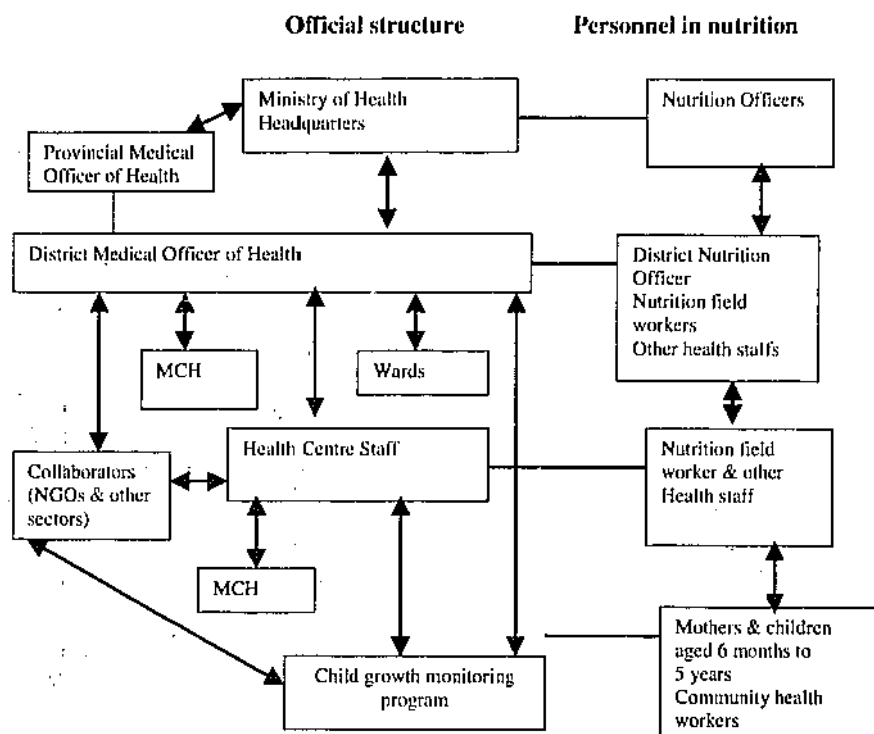 Official structure
Personnel in nutrition
Ministry of Health
Headquarters
Nutrition Officers
Provincial Medical
Officer of Health
District Medical Officer of Health
District Nutrition
Officer
Nutrition field
workers
Other health staffs
MCH
Wards
Health Centre Staff
Nutrition field
worker & other
Health staff
Collaborators
(NGOs & other
sectors)
MCH
Mothers & children
aged 6 months to
5 years
Community health
workers
Child growth monitoring
program